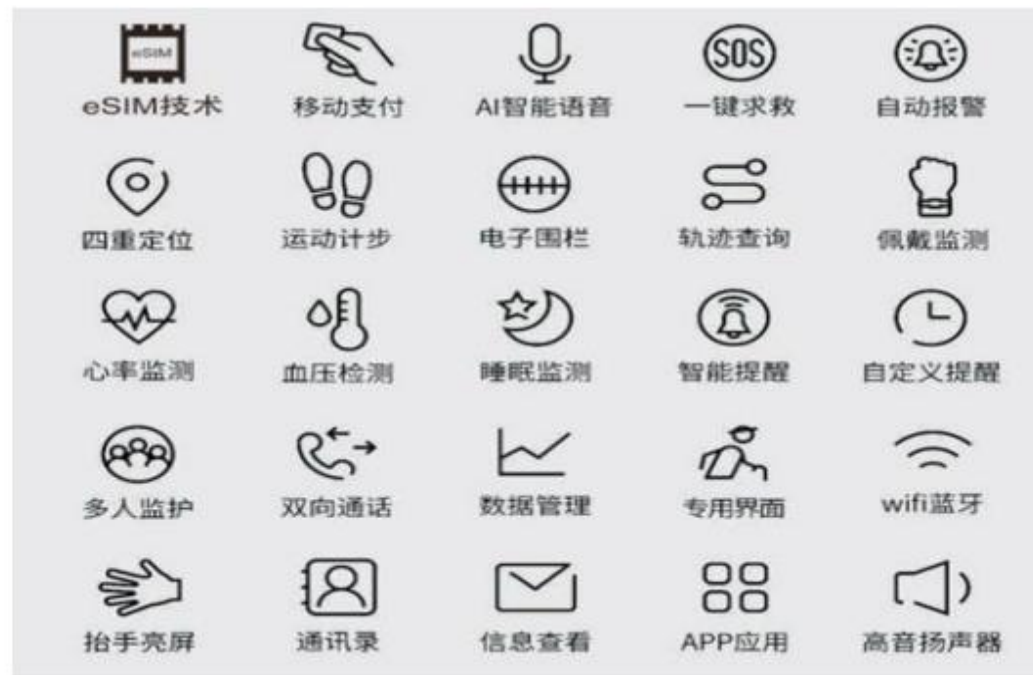 eSIM
eSIM技术 移动支付 AI智能语音 一键求救 自动报警
SOS
四重定位 运动计步 电子围栏 轨迹查询 佩戴监测
心率监测 血压检测 睡眠监测 智能提醒 自定义提醒
多人监护 双向通话 数据管理 专用界面 wifi蓝牙
抬手亮屏 通讯录 信息查看 APP应用 高音扬声器